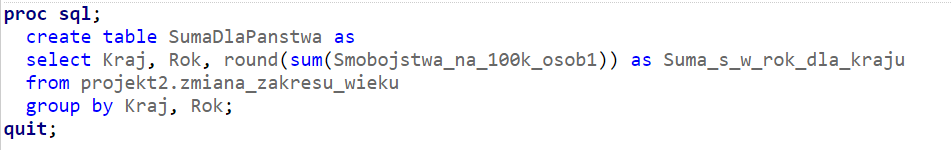 proc sql;
create table SumaDlaPanstwa as
select Kraj, Rok, round(sum(Smobojstwa_na_100k_osob1)) as Suma_s_w_rok_dla_kraju
from projekt2.zmiana_zakresu_wieku
group by Kraj, Rok;
quit;